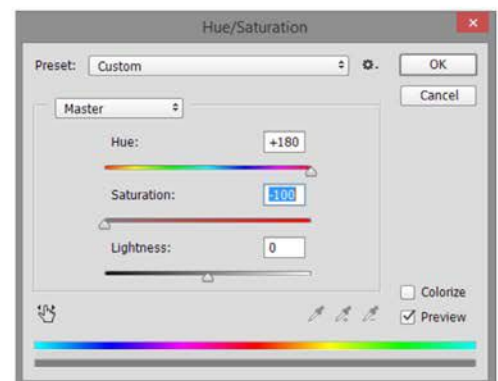 Hue/Saturation
Preset: Custom
OK
Cancel
Master
Hue: +180
Saturation: -100
Lightness: 0
Colorize
Preview